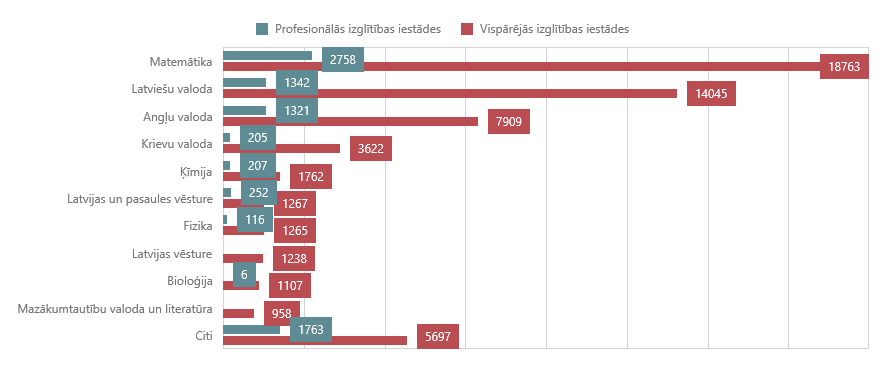 Profesionālās izglītības iestādes Vispārējās izglītības iestādes
Matemātika 2758 18763
Latviešu valoda 1342 14045
Angļu valoda 1321 7909
Krievu valoda 205 3622
Ķīmija 207 1762
Latvijas un pasaules vēsture 252 1267
Fizika 116 1265
Latvijas vēsture 1238
Bioloģija 6 1107
Mazākumtautību valoda un literatūra 958
Citi 1763 5697